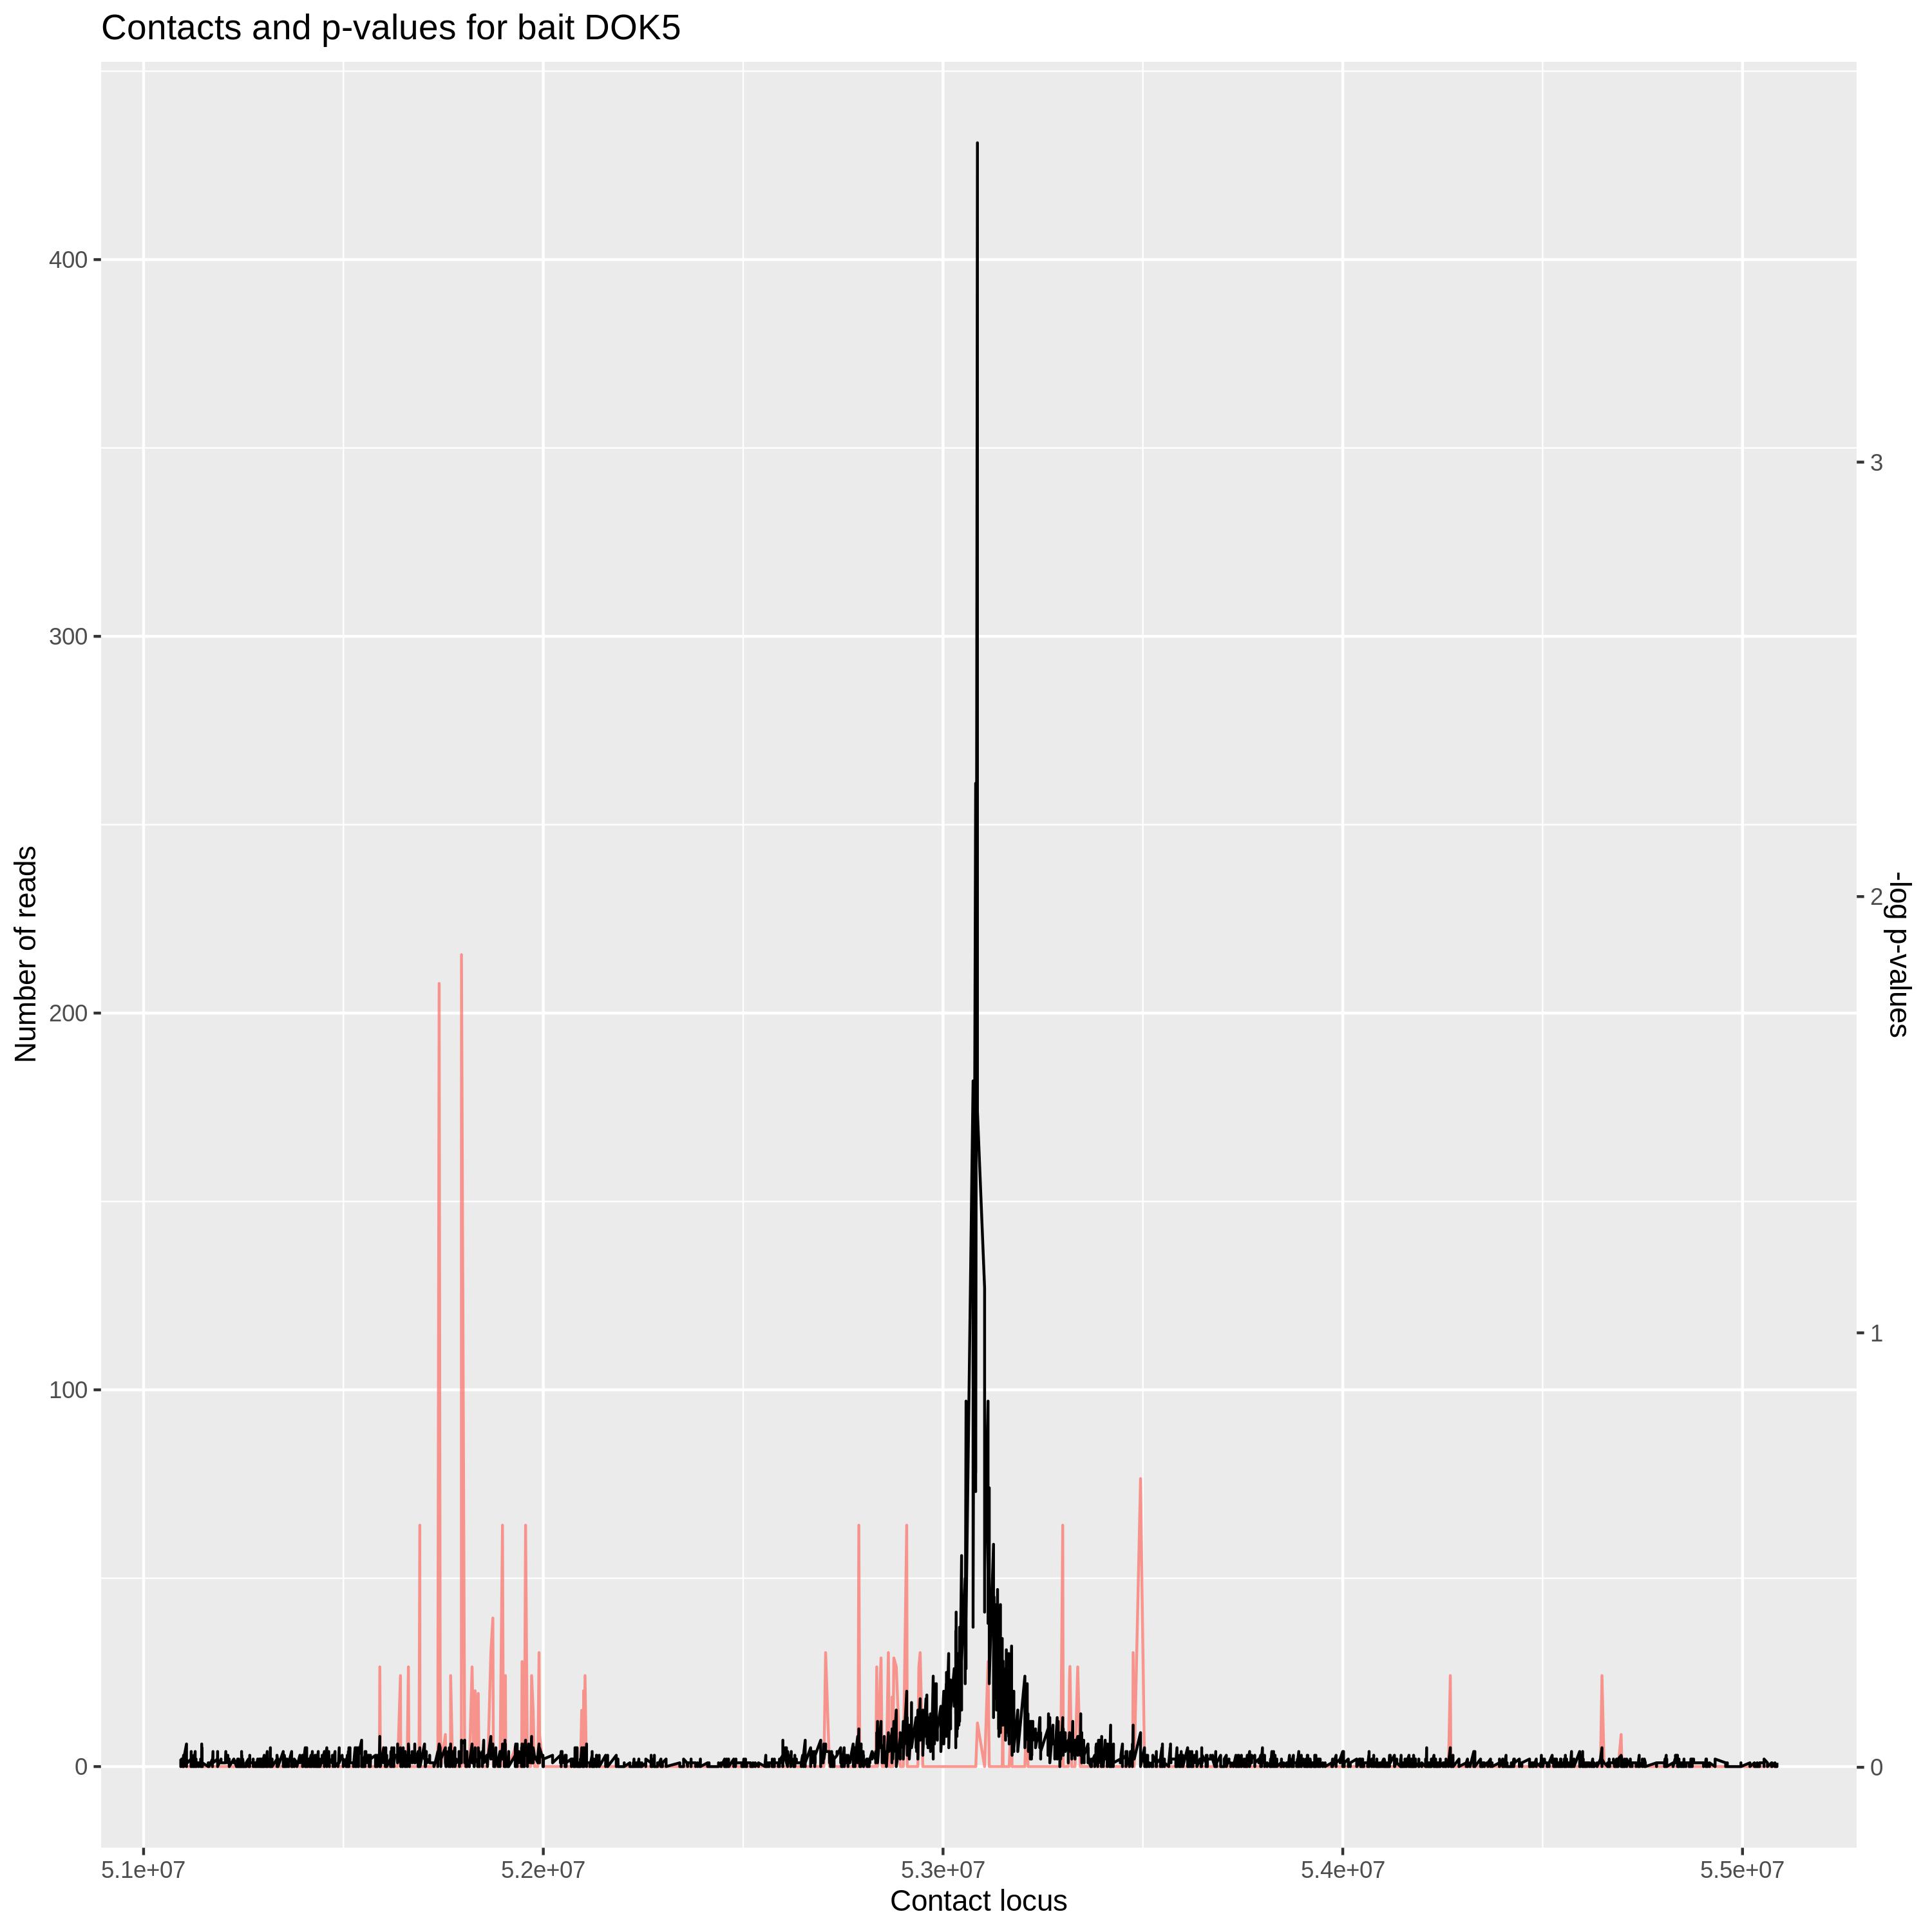 Contacts and p-values for bait DOK5
Number of reads
400
300
200
100
0
3
2
1
0
-log p-values
5.1e+07
5.2e+07
5.3e+07
5.4e+07
5.5e+07
Contact locus